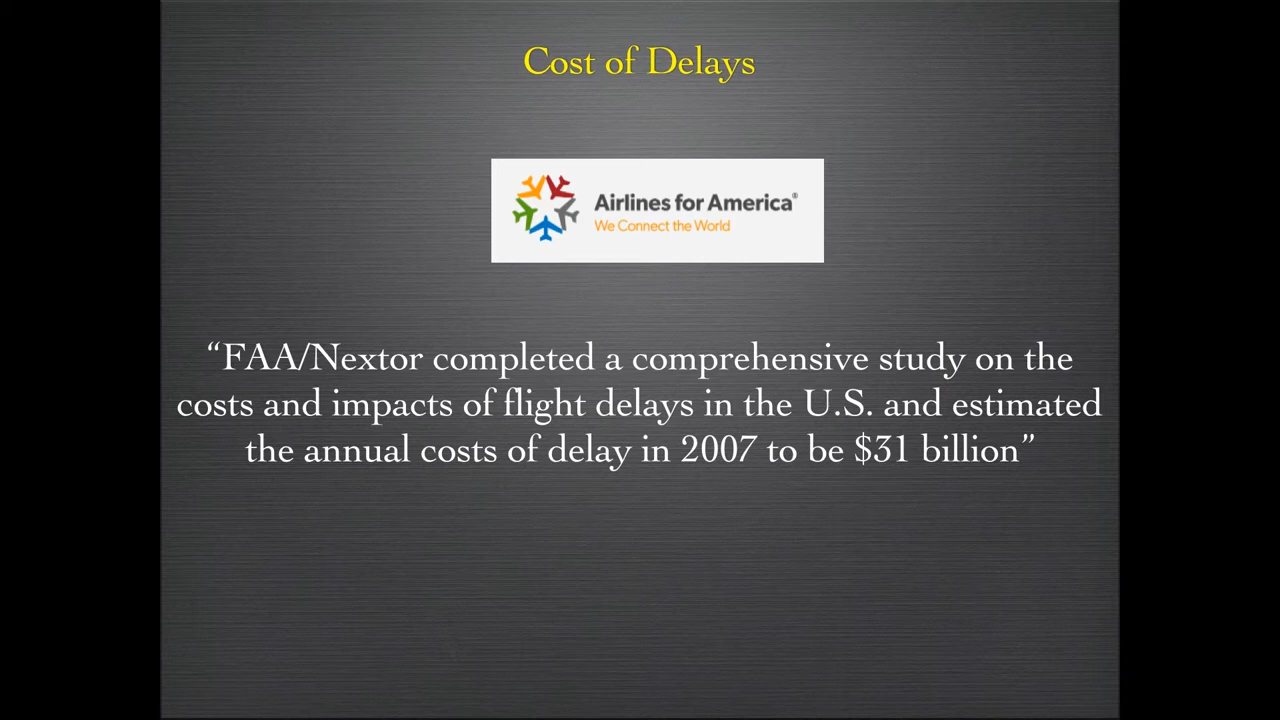 Cost of Delays
Airlines for America®
We Connect the World
“FAA/Nextor completed a comprehensive study on the
costs and impacts of flight delays in the U.S. and estimated
the annual costs of delay in 2007 to be $31 billion”